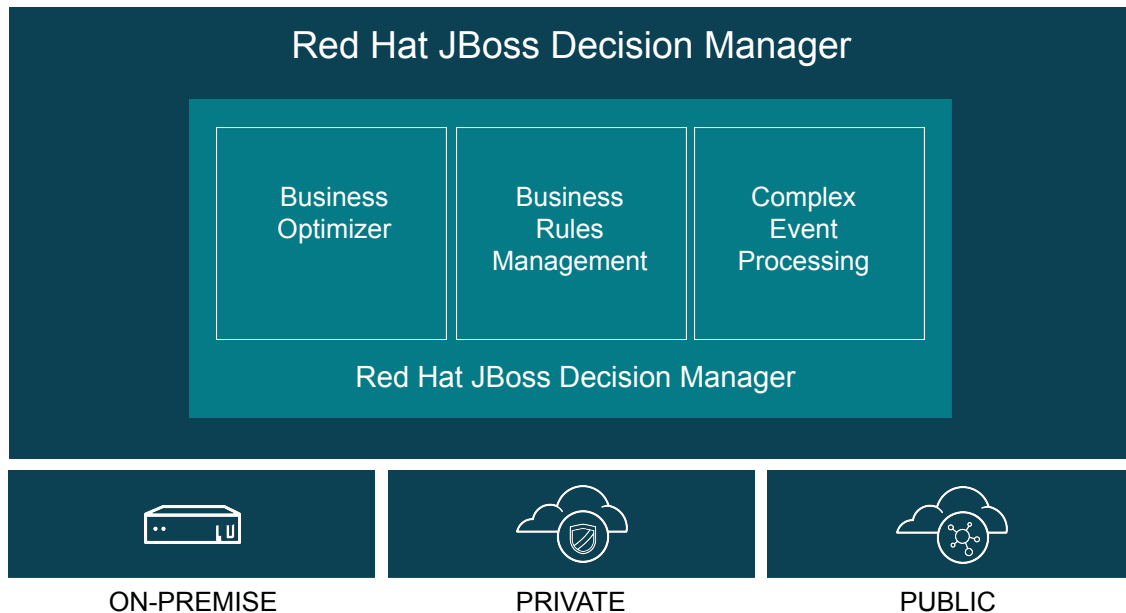 Red Hat JBoss Decision Manager
Business
Optimizer
Business
Rules
Management
Complex
Event
Processing
Red Hat JBoss Decision Manager
ON-PREMISE
PRIVATE
PUBLIC